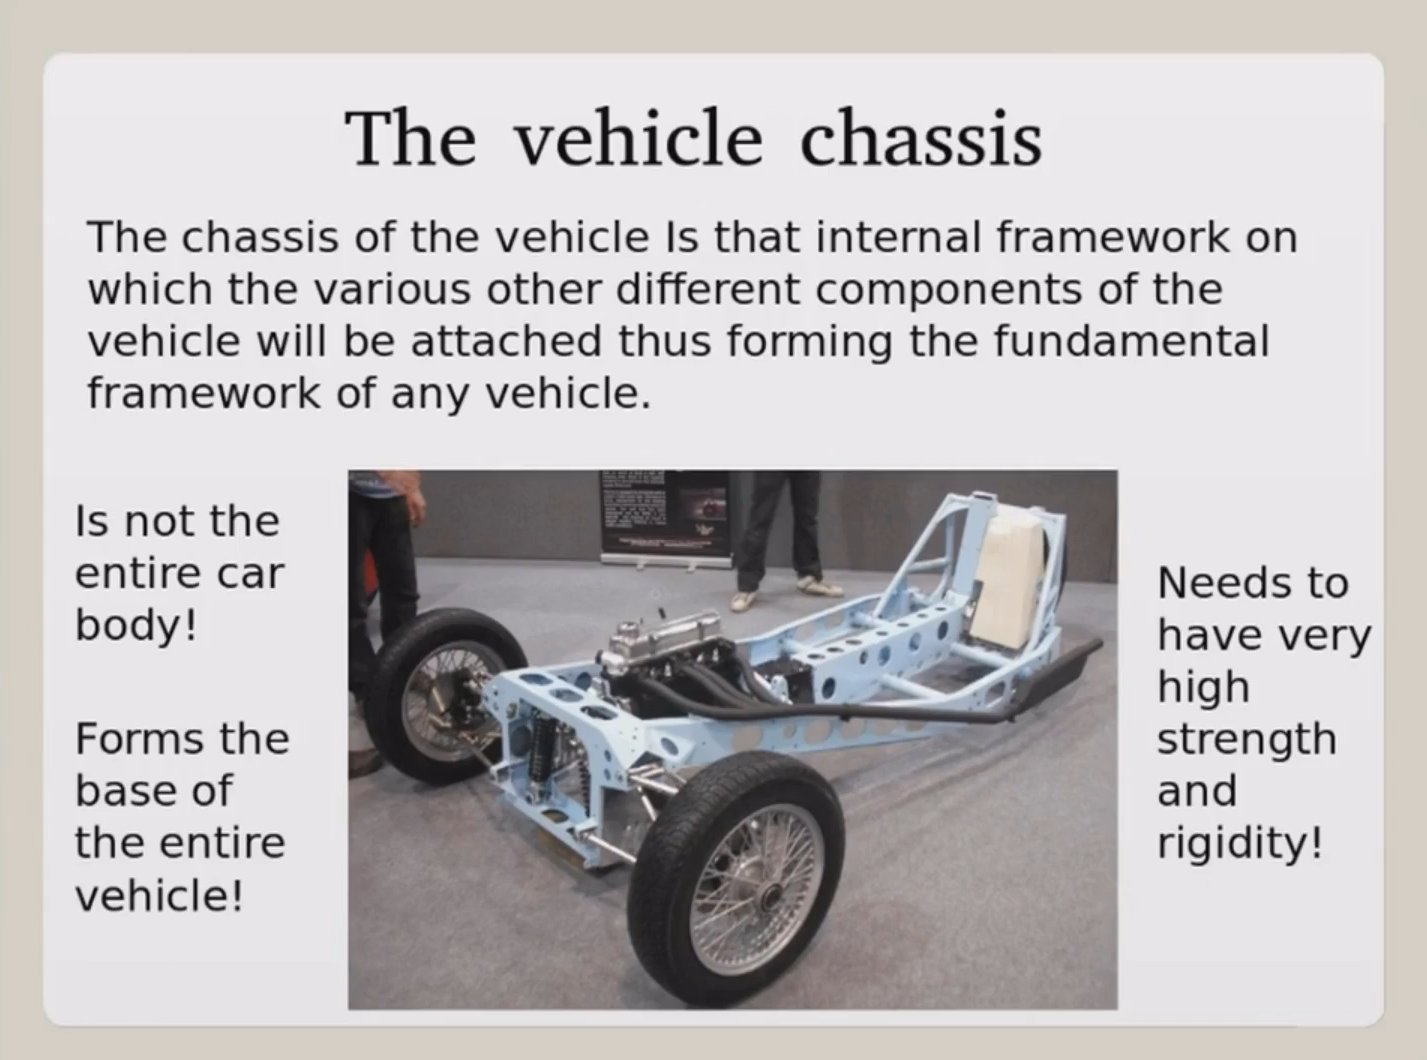 The vehicle chassis
The chassis of the vehicle Is that internal framework on
which the various other different components of the
vehicle will be attached thus forming the fundamental
framework of any vehicle.
Is not the
entire car
body!
Forms the
base of
the entire
vehicle!
Needs to
have very
high
strength
and
rigidity!